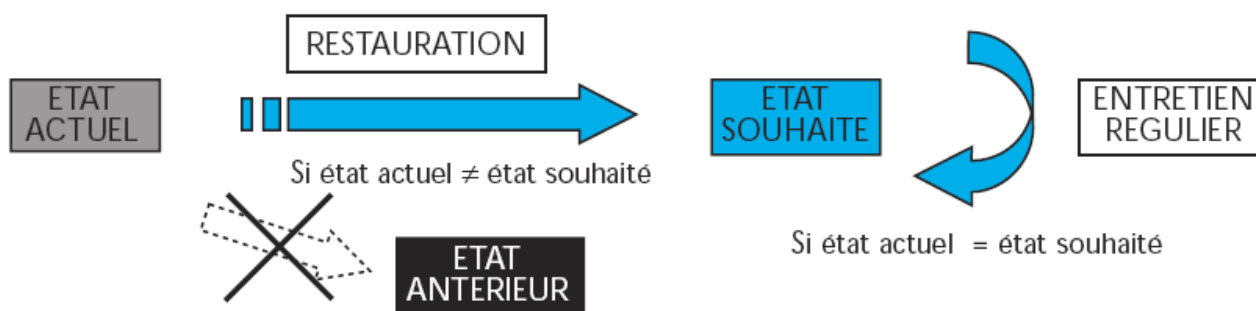 RESTAURATION
ETAT
ACTUEL
ETAT
SOUHAITE
ENTRETIEN
REGULIER
Si état actuel ≠ état souhaité
Si état actuel = état souhaité
ETAT
ANTERIEUR